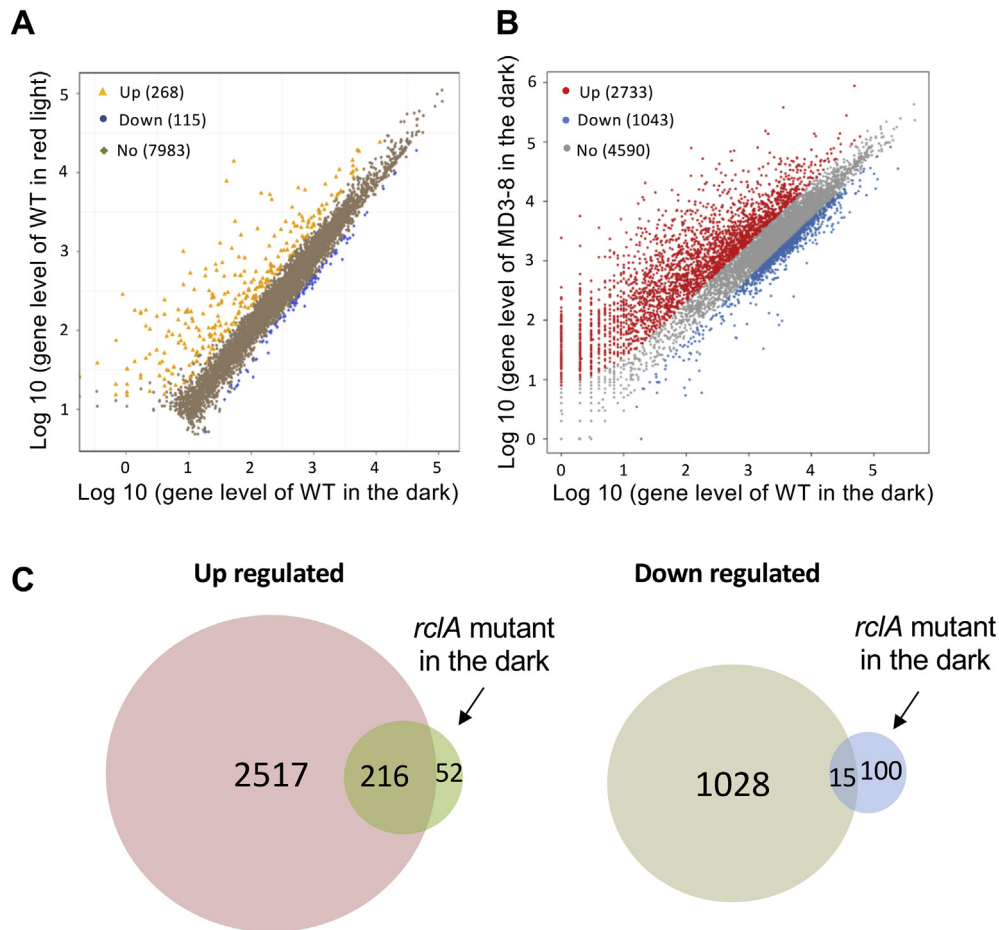 A
Log 10 (gene level of WT in red light)
Up (268)
Down (115)
No (7983)
5
4
3
2
1
0 1 2 3 4 5
Log 10 (gene level of WT in the dark)
B
Log 10 (gene level of MD3-8 in the dark)
Up (2733)
Down (1043)
No (4590)
6
5
4
3
2
1
0
0 1 2 3 4 5
Log 10 (gene level of WT in the dark)
C
Up regulated
rclA mutant
in the dark
2517
216
52
Down regulated
rclA mutant
in the dark
1028
15
100